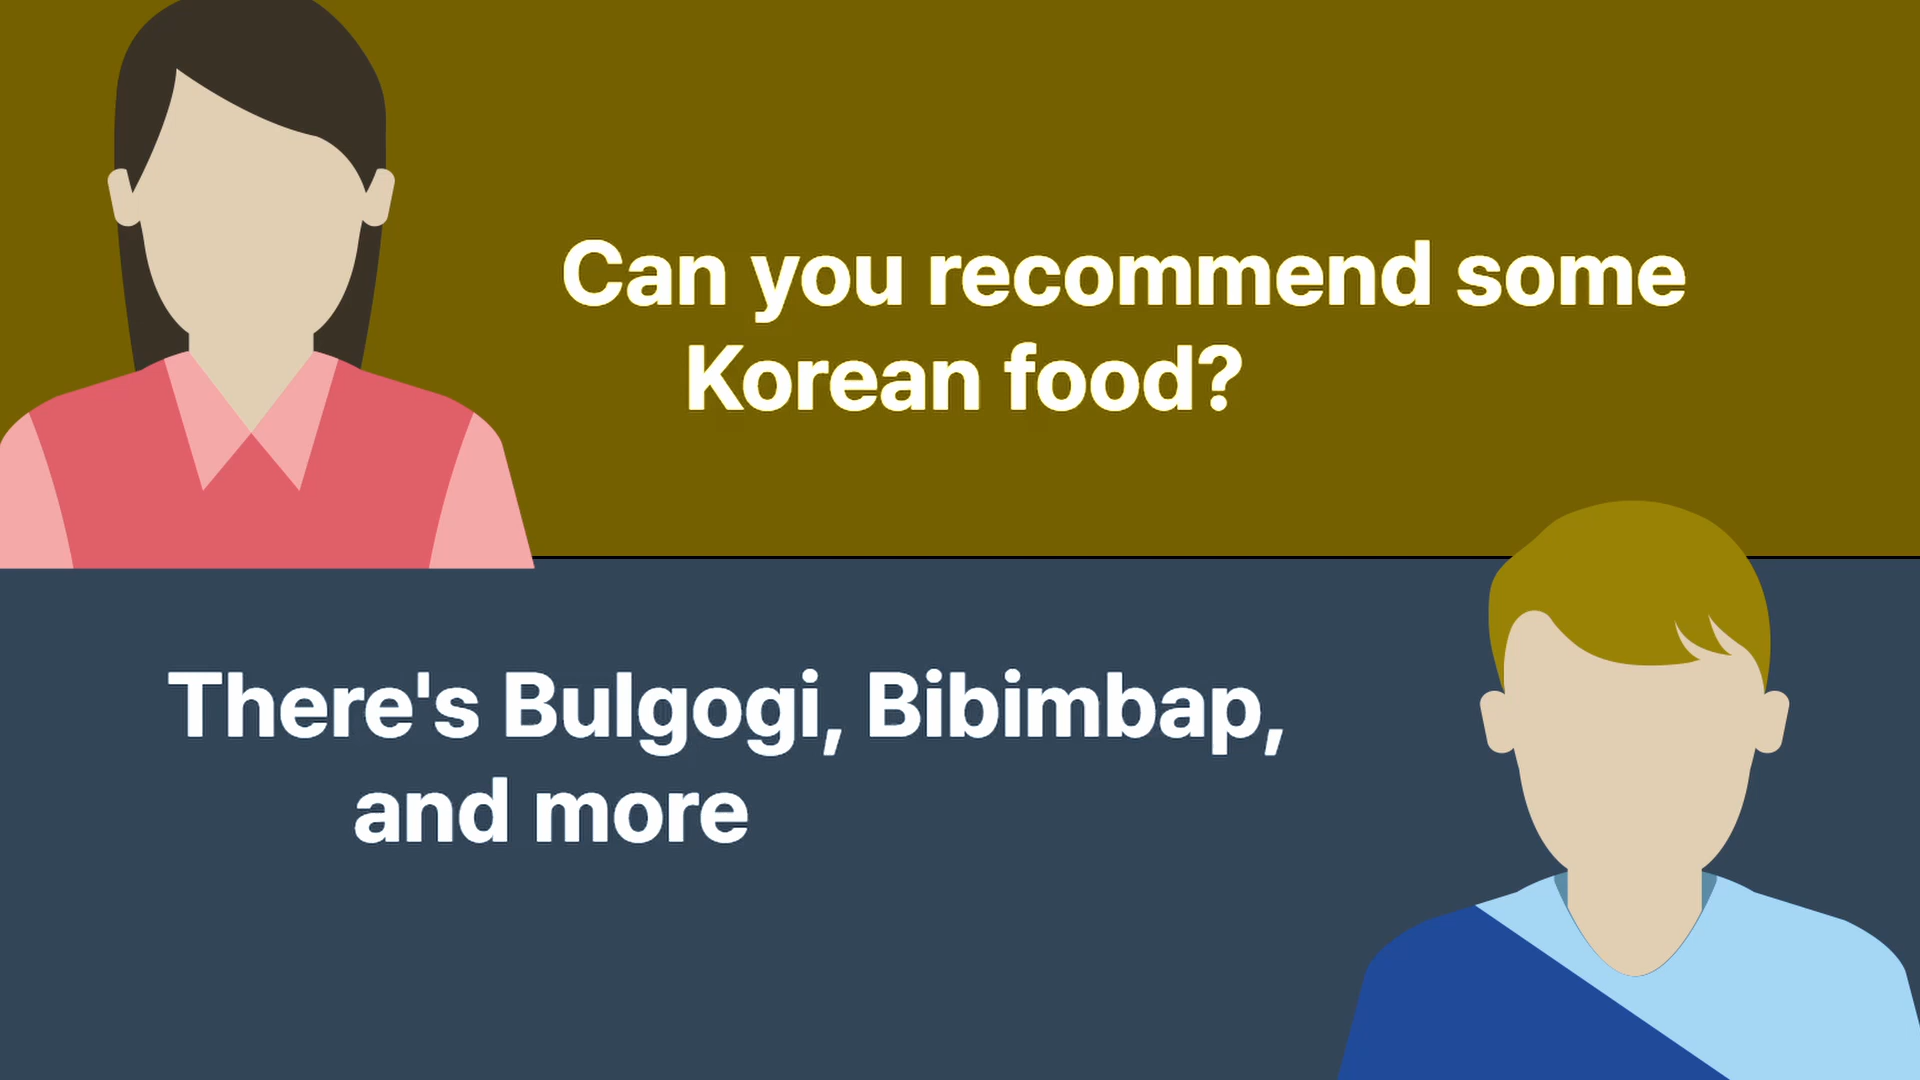 Can you recommend some
Korean food?
There's Bulgogi, Bibimbap,
and more